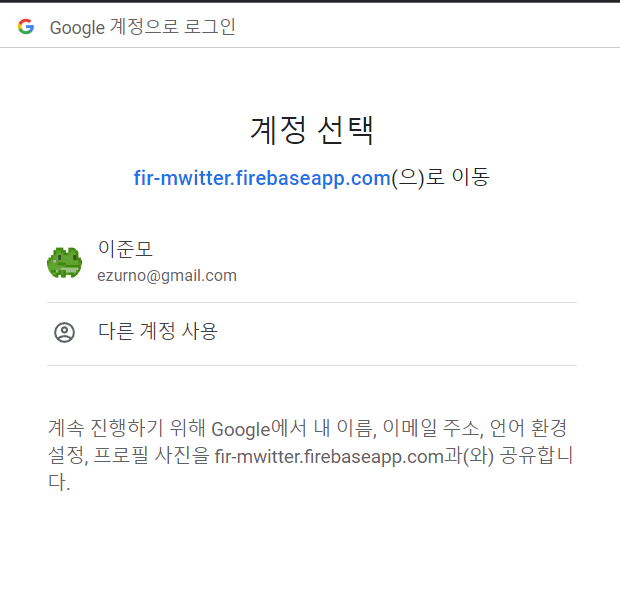 Google 계정으로 로그인
계정 선택
fir-mwitter.firebaseapp.com(으)로 이동
이준모
ezurno@gmail.com
다른 계정 사용
계속 진행하기 위해 Google에서 내 이름, 이메일 주소, 언어 환경
설정, 프로필 사진을 fir-mwitter.firebaseapp.com과(와) 공유합니
다.